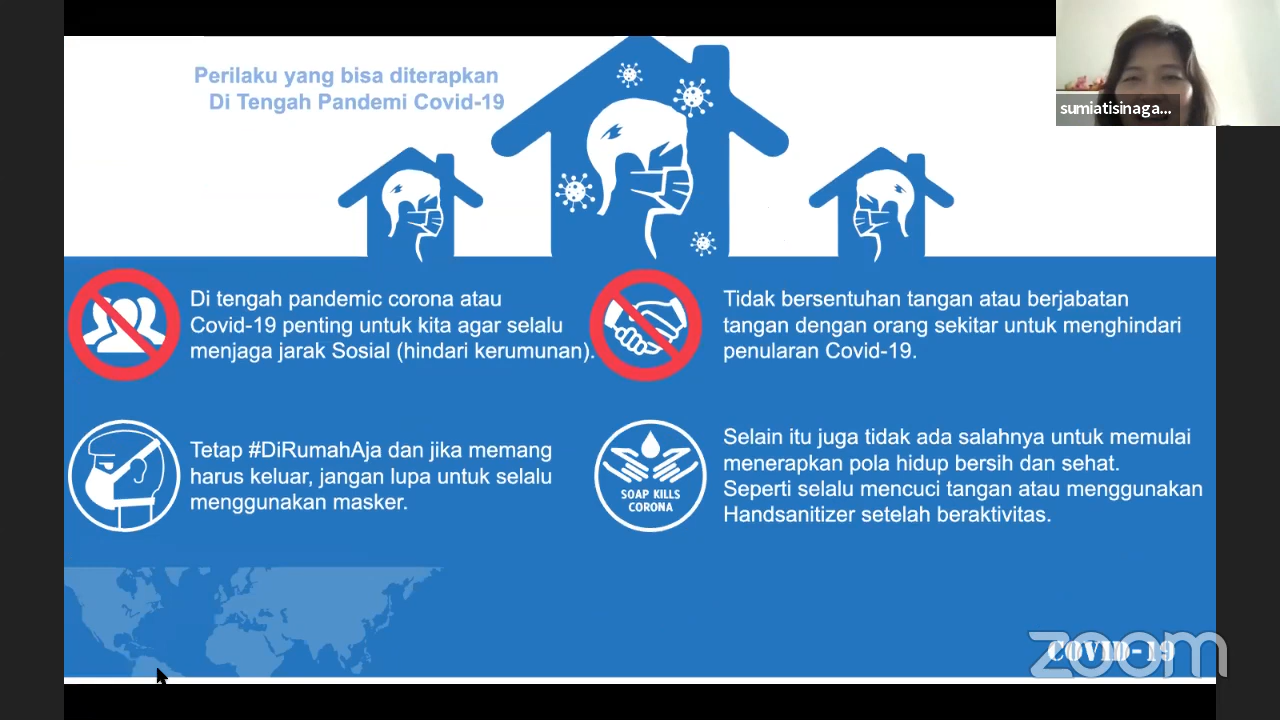 Perilaku yang bisa diterapkan
Di Tengah Pandemi Covid-19
sumiatisinaga...
Di tengah pandemic corona atau
Covid-19 penting untuk kita agar selalu
menjaga jarak Sosial (hindari kerumunan).
Tidak bersentuhan tangan atau berjabatan
tangan dengan orang sekitar untuk menghindari
penularan Covid-19.
Tetap #DiRumahAja dan jika memang
harus keluar, jangan lupa untuk selalu
menggunakan masker.
SOAP KILLS
CORONA
Selain itu juga tidak ada salahnya untuk memulai
menerapkan pola hidup bersih dan sehat.
Seperti selalu mencuci tangan atau menggunakan
Handsanitizer setelah beraktivitas.
COVID-19
zoom